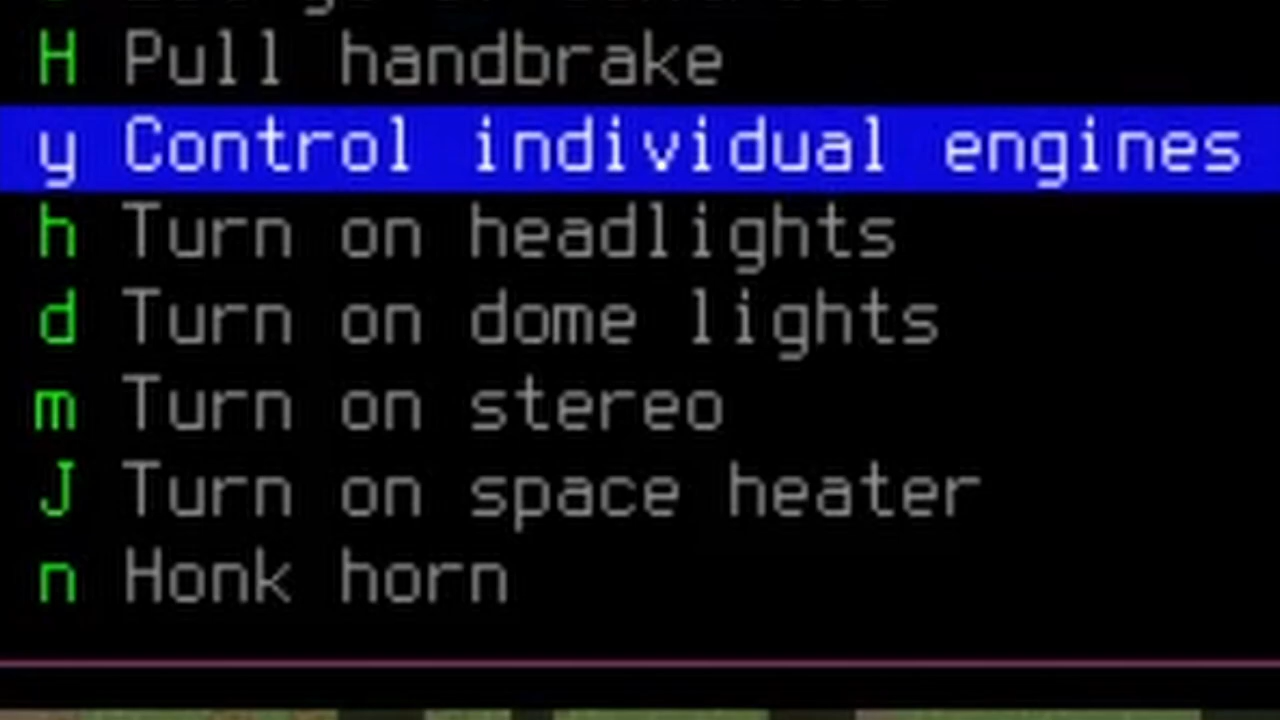 H Pull handbrake
y Control individual engines
h Turn on headlights
d Turn on dome lights
m Turn on stereo
J Turn on space heater
n Honk horn